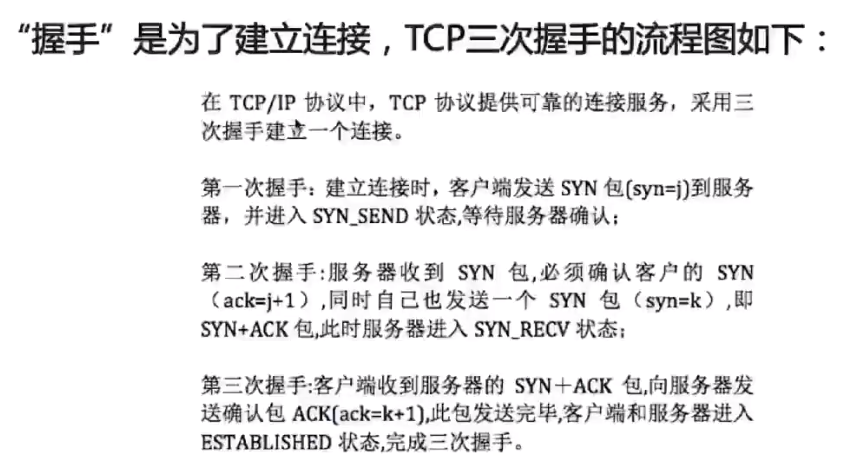 “握手”是为了建立连接，TCP三次握手的流程图如下：
在 TCP/IP 协议中，TCP 协议提供可靠的连接服务，采用三
次握手建立一个连接。
第一次握手：建立连接时，客户端发送 SYN 包(syn=j)到服务
器，并进入 SYN_SEND 状态,等待服务器确认；
第二次握手:服务器收到 SYN 包,必须确认客户的 SYN
（ack=j+1）,同时自己也发送一个 SYN 包（syn=k）,即
SYN+ACK 包,此时服务器进入 SYN_RECV 状态；
第三次握手:客户端收到服务器的 SYN＋ACK 包,向服务器发
送确认包 ACK(ack=k+1),此包发送完毕,客户端和服务器进入
ESTABLISHED 状态,完成三次握手。